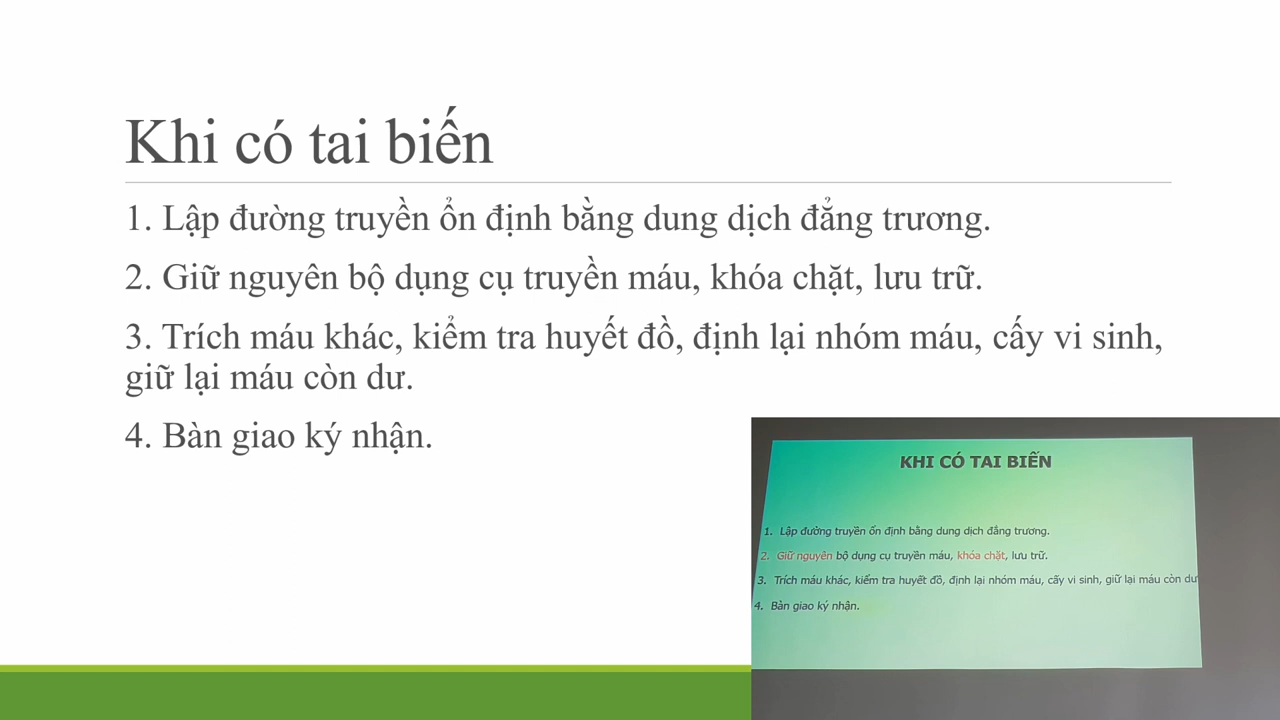 Khi có tai biến
1. Lập đường truyền ổn định bằng dung dịch đẳng trương.
2. Giữ nguyên bộ dụng cụ truyền máu, khóa chặt, lưu trữ.
3. Trích máu khác, kiểm tra huyết đồ, định lại nhóm máu, cấy vi sinh,
giữ lại máu còn dư.
4. Bàn giao ký nhận.
KHI CÓ TAI BIẾN
1. Lập đường truyền ổn định bằng dung dịch đẳng trương.
2. Giữ nguyên bộ dụng cụ truyền máu, khóa chặt, lưu trữ.
3. Trích máu khác, kiểm tra huyết đồ, định lại nhóm máu, cấy vi sinh, giữ lại máu còn dư
4. Bàn giao ký nhận.